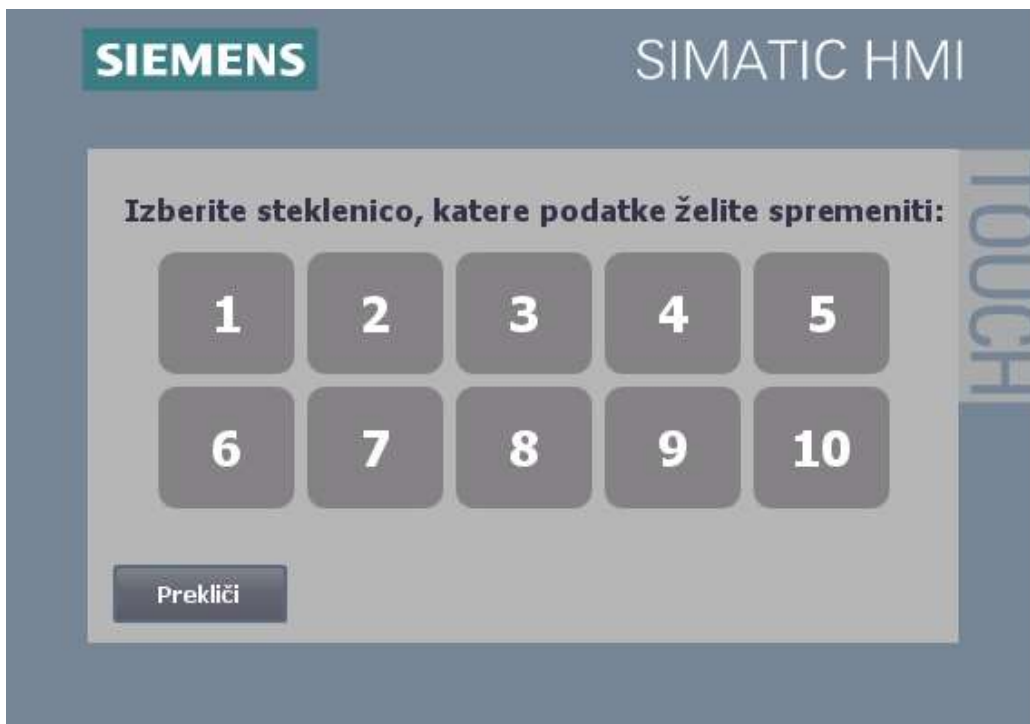 SIEMENS
SIMATIC HMI
TOUCH
Izberite steklenico, katere podatke želite spremeniti:
1 2 3 4 5
6 7 8 9 10
Prekliči